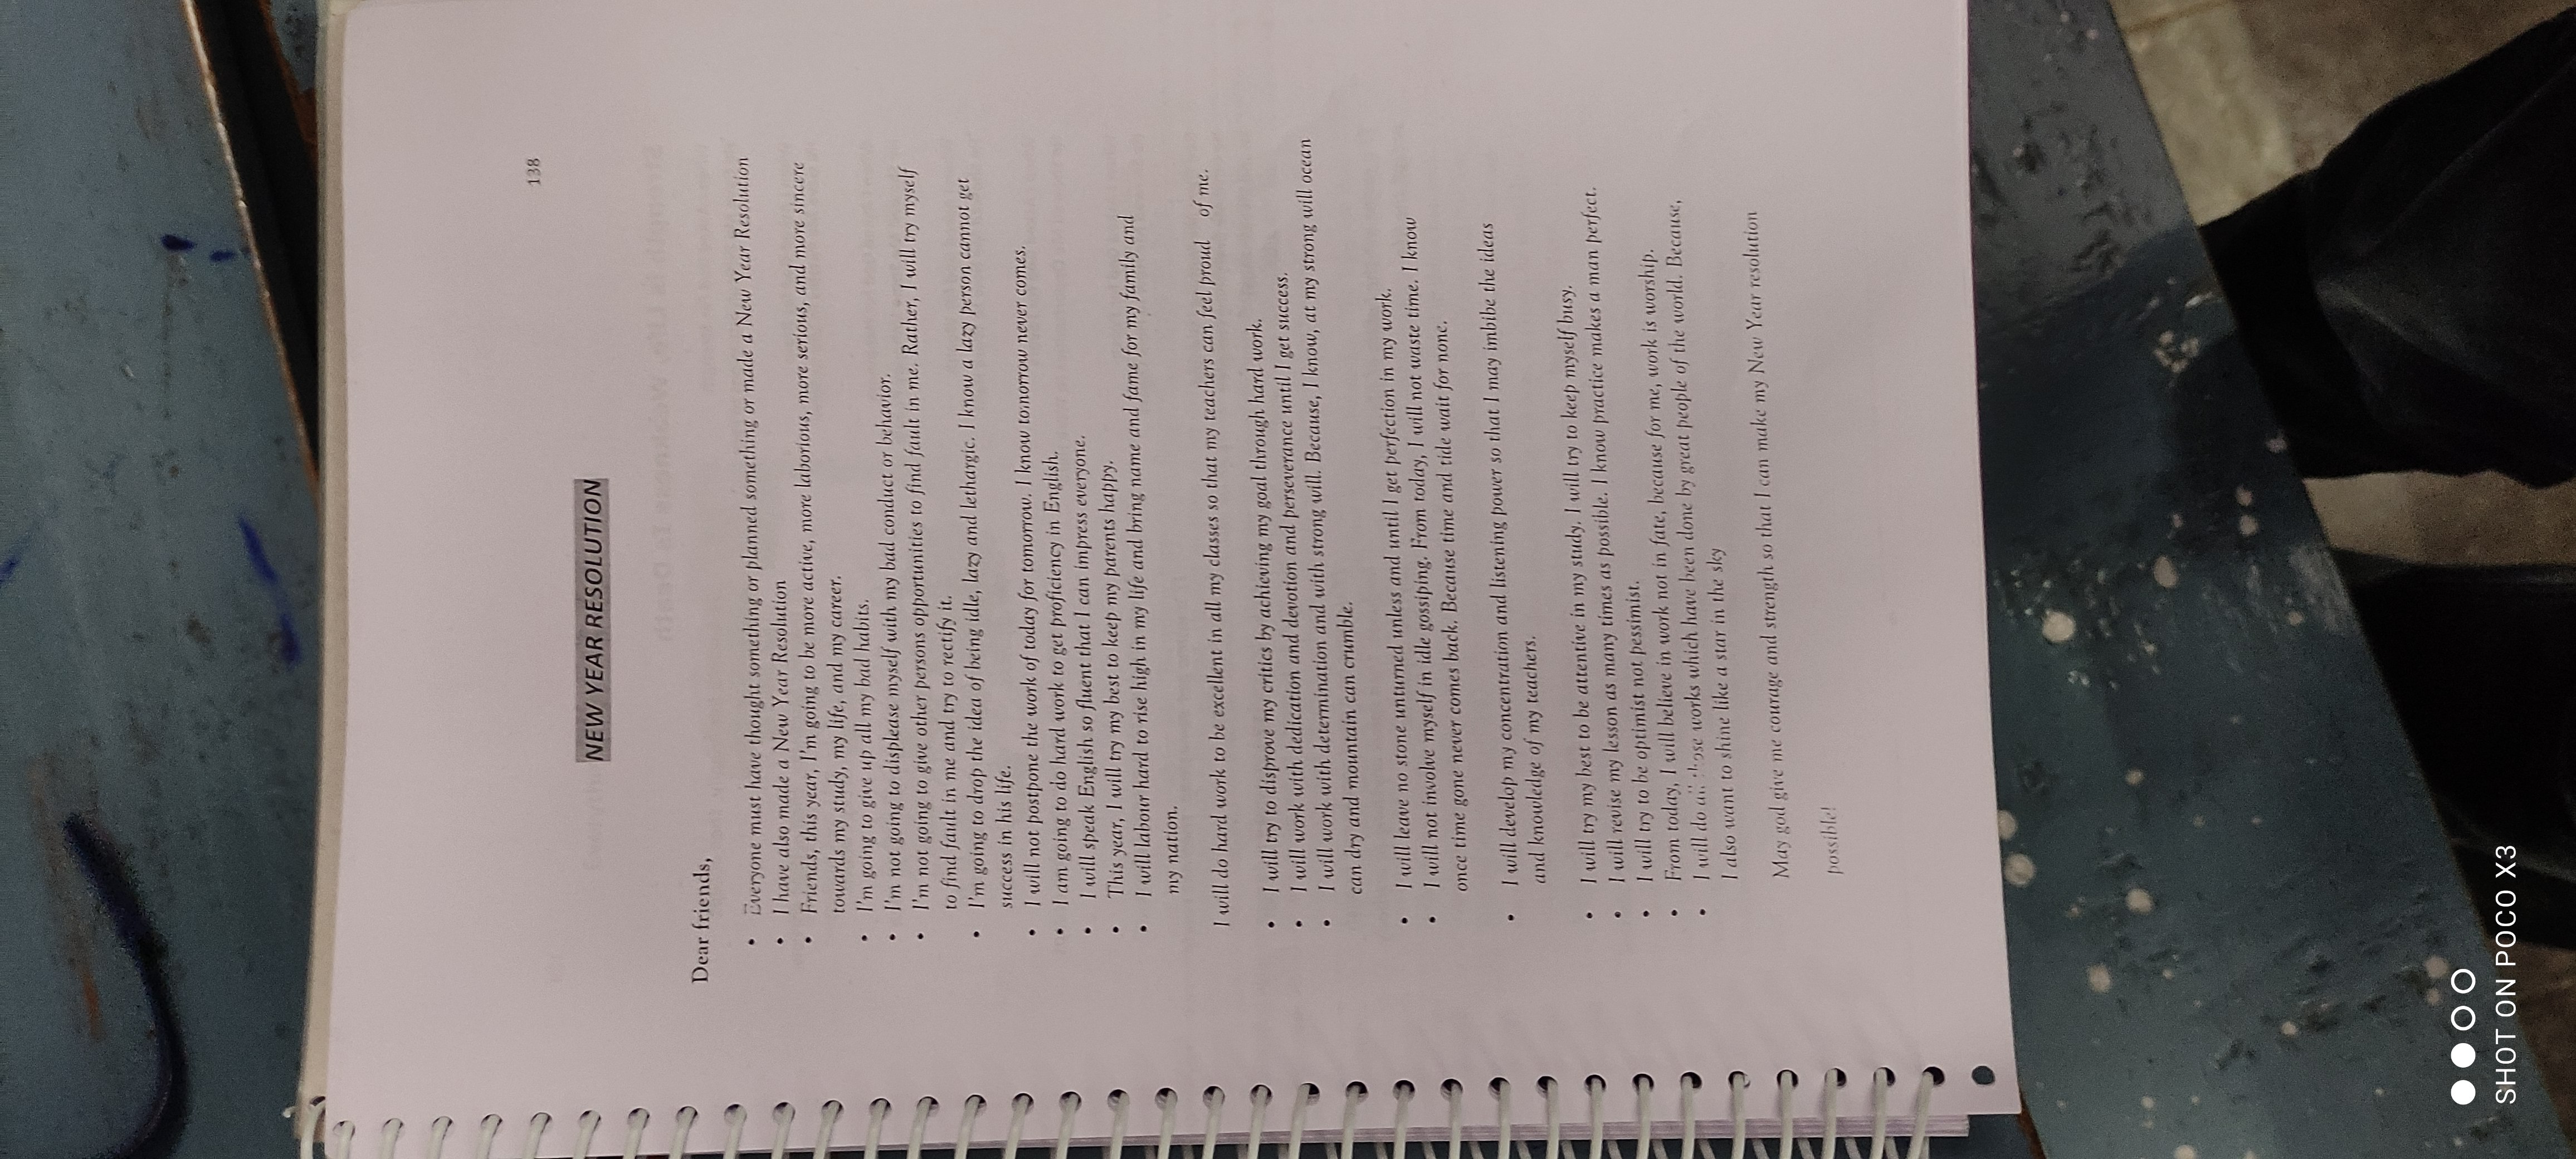 138
NEW YEAR RESOLUTION
Dear friends,
• Everyone must have thought something or planned something or made a New Year Resolution
• I have also made a New Year Resolution
• Friends, this year, I'm going to be more active, more laborious, more serious, and more sincere
towards my study, my life, and my career.
• I'm going to give up all my bad habits.
• I'm not going to displease myself with my bad conduct or behavior.
• I'm not going to give other persons opportunities to find fault in me. Rather, I will try myself
to find fault in me and try to rectify it.
• I'm going to drop the idea of being idle, lazy and lethargic. I know a lazy person cannot get
success in his life.
• I will not postpone the work of today for tomorrow. I know tomorrow never comes.
• I am going to do hard work to get proficiency in English.
• I will speak English so fluent that I can impress everyone.
• This year, I will try my best to keep my parents happy.
• I will labour hard to rise high in my life and bring name and fame for my family and
my nation.
I will do hard work to be excellent in all my classes so that my teachers can feel proud of me.
• I will try to disprove my critics by achieving my goal through hard work.
• I will work with dedication and devotion and perseverance until I get success.
• I will work with determination and with strong will. Because, I know, at my strong will ocean
can dry and mountain can crumble.
• I will leave no stone unturned unless and until I get perfection in my work.
• I will not involve myself in idle gossiping. From today, I will not waste time. I know
once time gone never comes back. Because time and tide wait for none.
• I will develop my concentration and listening power so that I may imbibe the ideas
and knowledge of my teachers.
• I will try my best to be attentive in my study. I will try to keep myself busy.
• I will revise my lesson as many times as possible. I know practice makes a man perfect.
• I will try to be optimist not pessimist.
• From today, I will believe in work not in fate, because for me, work is worship.
• I will do all those works which have been done by great people of the world. Because,
I also want to shine like a star in the sky
May god give me courage and strength so that I can make my New Year resolution
possible!
SHOT ON POCO X3